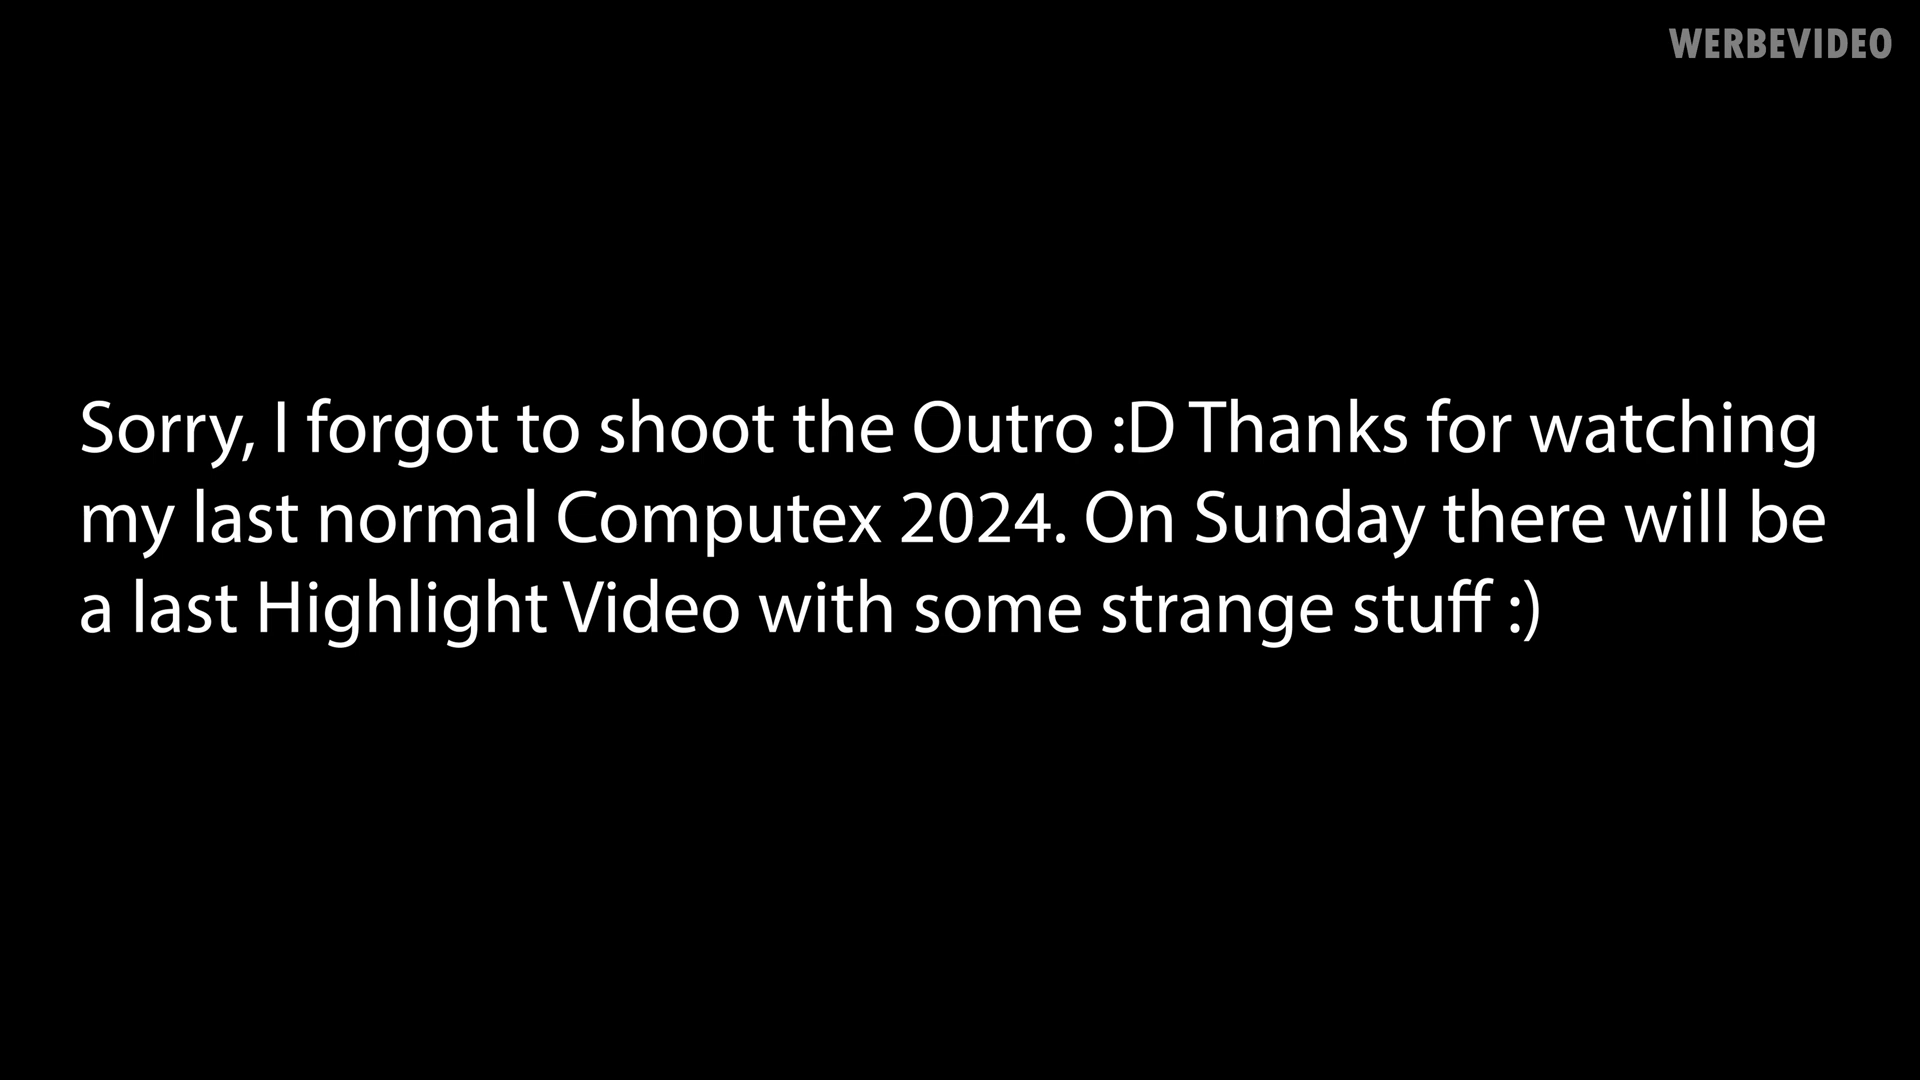 WERBEVIDEO
Sorry, I forgot to shoot the Outro :D Thanks for watching
my last normal Computex 2024. On Sunday there will be
a last Highlight Video with some strange stuff :)